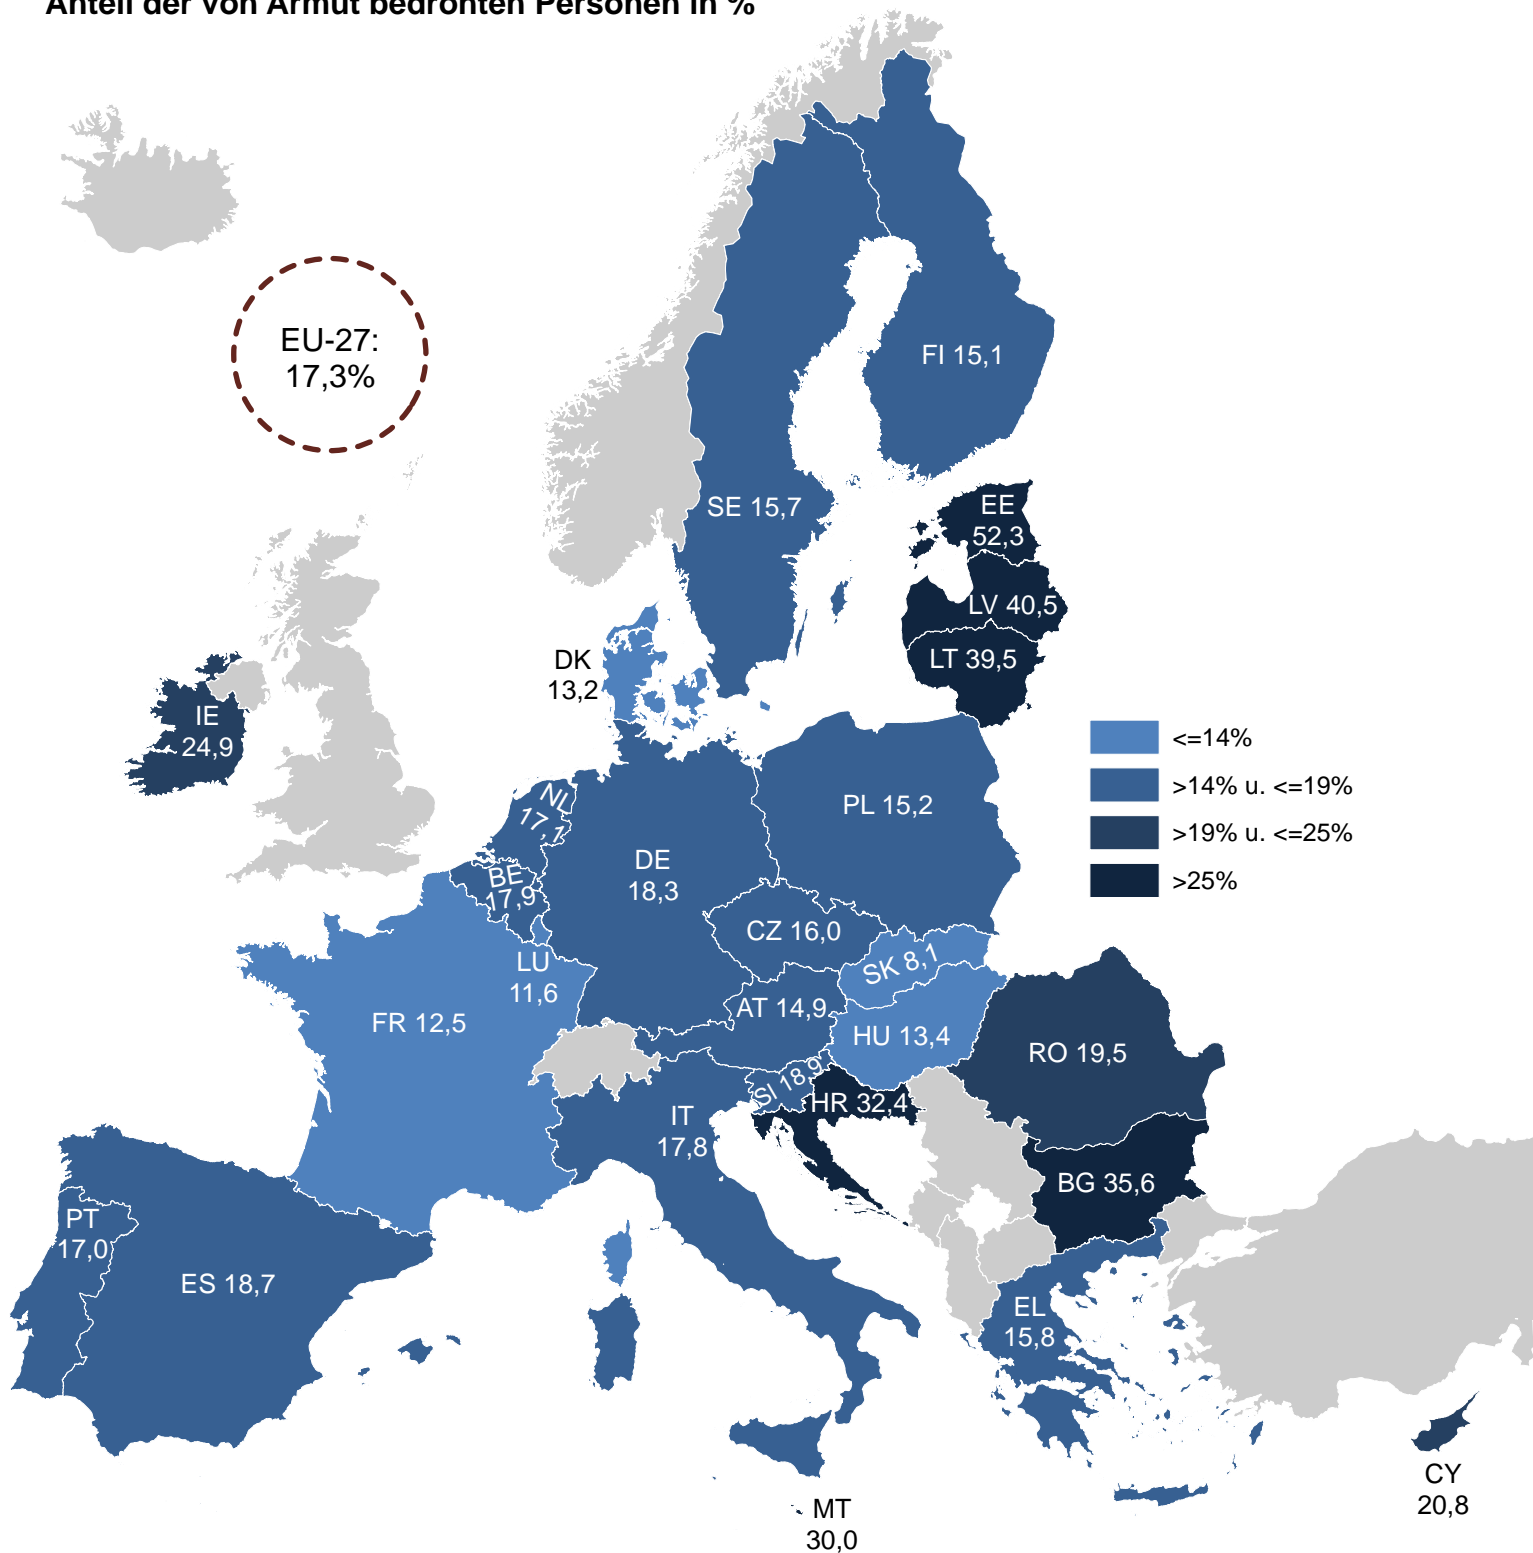 Anteil der von Armut bedrohten Personen in %
EU-27:
17,3%
FI 15,1
SE 15,7
EE
52,3
LV 40,5
LT 39,5
DK
13,2
IE
24,9
<=14%
>14% u. <=19%
>19% u. <=25%
>25%
NL
17,1
PL 15,2
DE
18,3
BE
17,9
CZ 16,0
SK 8,1
LU
11,6
AT 14,9
FR 12,5
HU 13,4
RO 19,5
SI 18,9
HR 32,4
IT
17,8
BG 35,6
PT
17,0
ES 18,7
EL
15,8
CY
20,8
MT
30,0